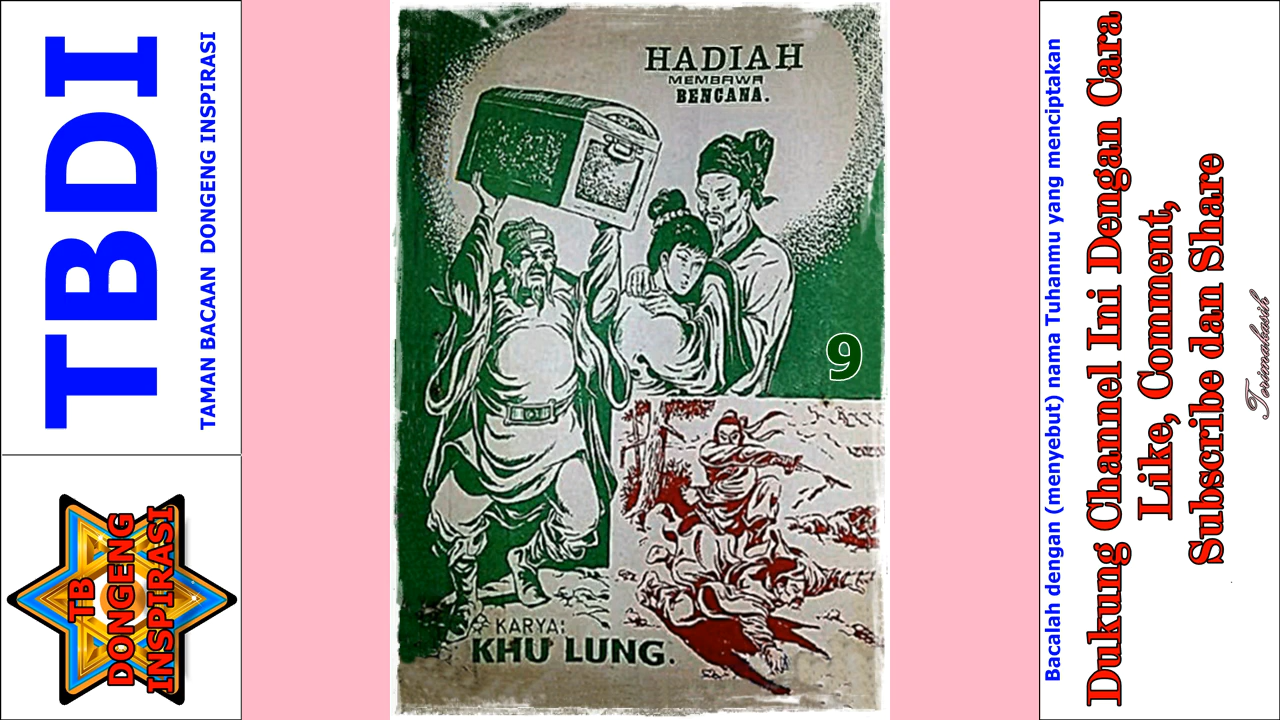 TBDI
TAMAN BACAAN DONGENG INSPIRASI
TB
DONGENG
INSPIRASI
HADIAH
MEMBAWA
BENCANA.
9
KARYA:
KHU LUNG.
Bacalah dengan (menyebut) nama Tuhanmu yang menciptakan
Dukung Channel Ini Dengan Cara
Like, Comment,
Subscribe dan Share
Terimakasih